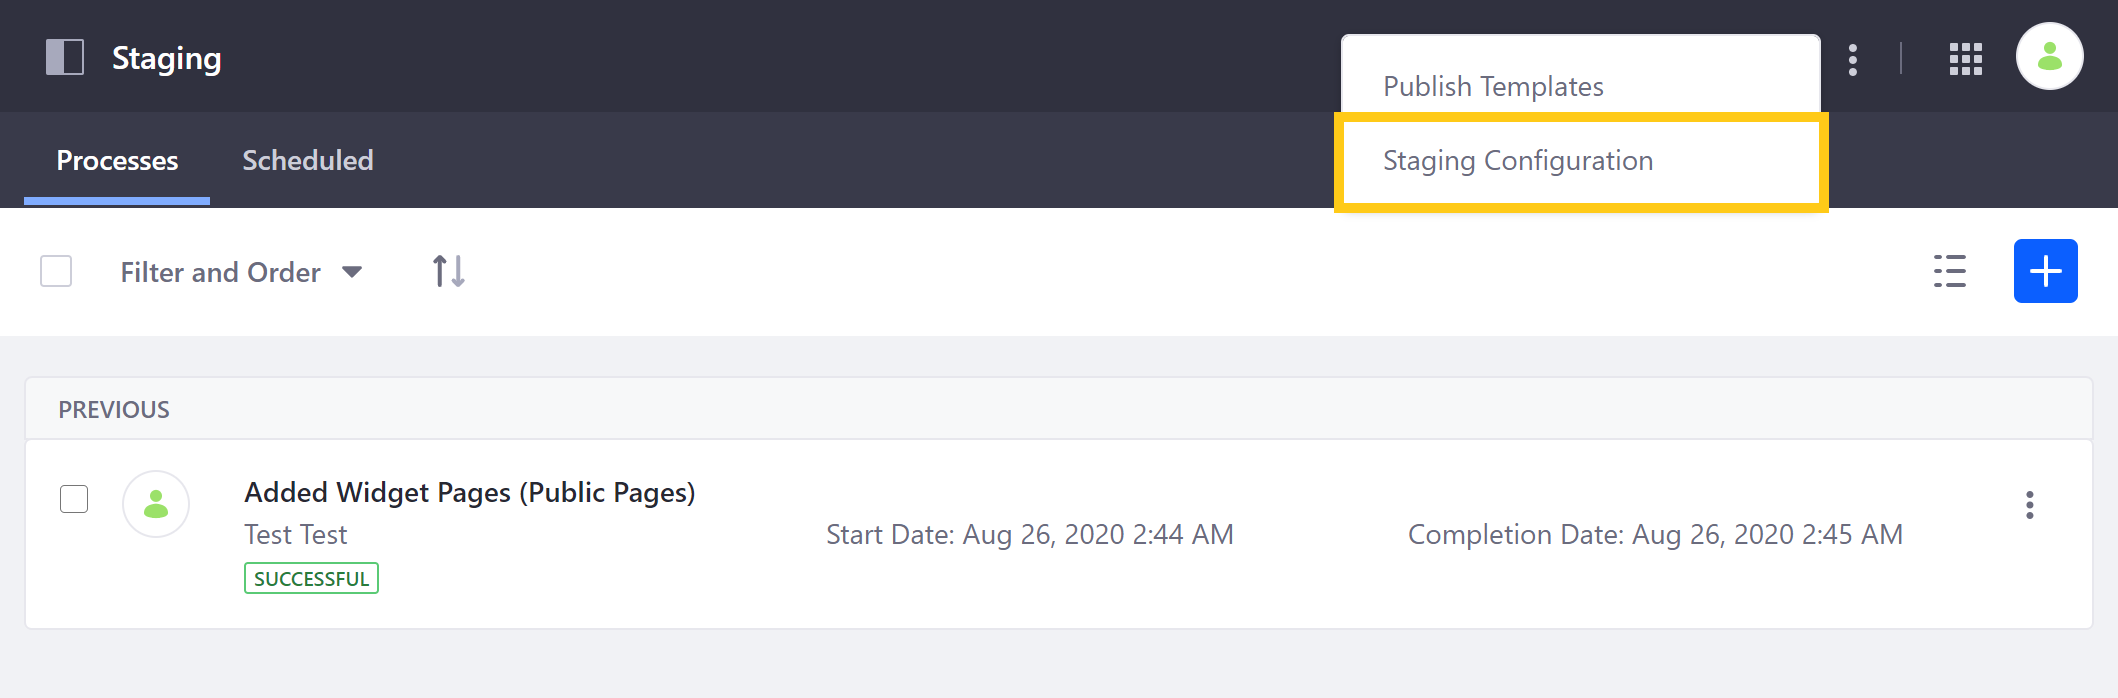 Staging
Publish Templates
Staging Configuration
Processes
Scheduled
Filter and Order
PREVIOUS
Added Widget Pages (Public Pages)
Test Test
Start Date: Aug 26, 2020 2:44 AM
Completion Date: Aug 26, 2020 2:45 AM
SUCCESSFUL